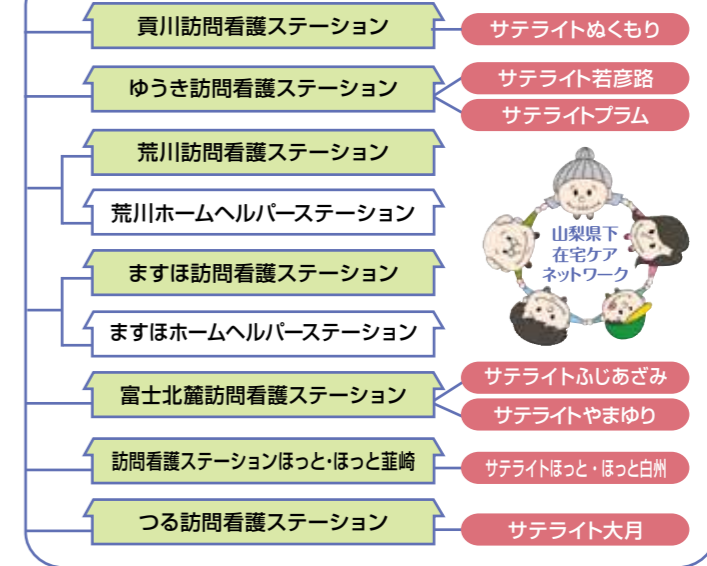 貢川訪問看護ステーション
サテライトぬくもり
ゆうき訪問看護ステーション
サテライト若彦路
サテライトプラム
荒川訪問看護ステーション
荒川ホームヘルパーステーション
山梨県下
在宅ケア
ネットワーク
ますほ訪問看護ステーション
ますほホームヘルパーステーション
富士北麓訪問看護ステーション
サテライトふじあざみ
サテライトやまゆり
訪問看護ステーションほっと・ほっと韮崎
サテライトほっと・ほっと白州
つる訪問看護ステーション
サテライト大月